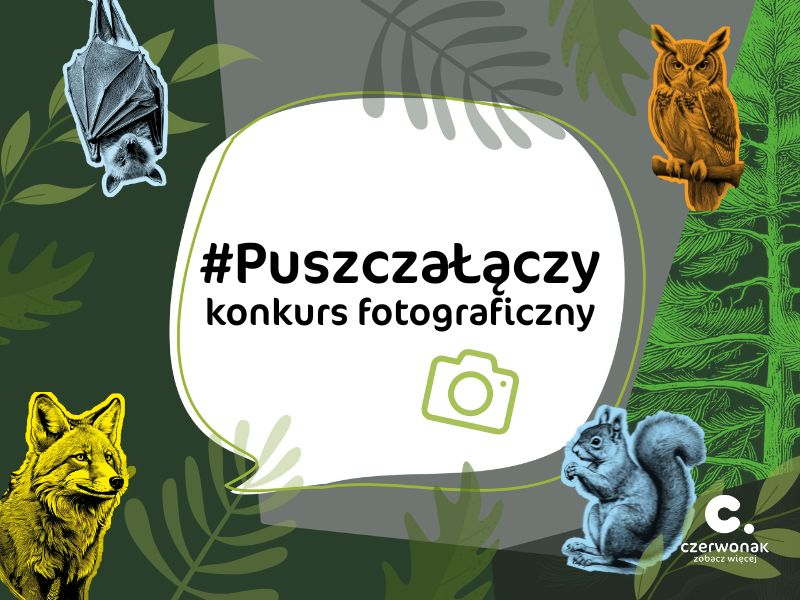 #Puszczałączy
konkurs fotograficzny
c.
czerwonak
zobacz więcej